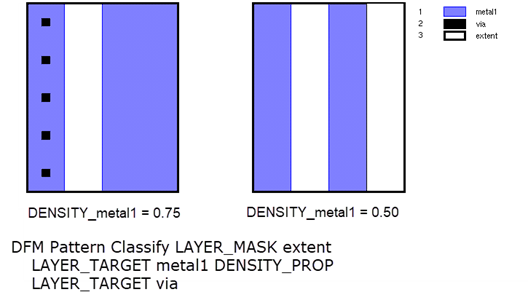 1 metal1
2 via
3 extent
DENSITY_metal1 = 0.75
DENSITY_metal1 = 0.50
DFM Pattern Classify LAYER_MASK extent
LAYER_TARGET metal1 DENSITY_PROP
LAYER_TARGET via